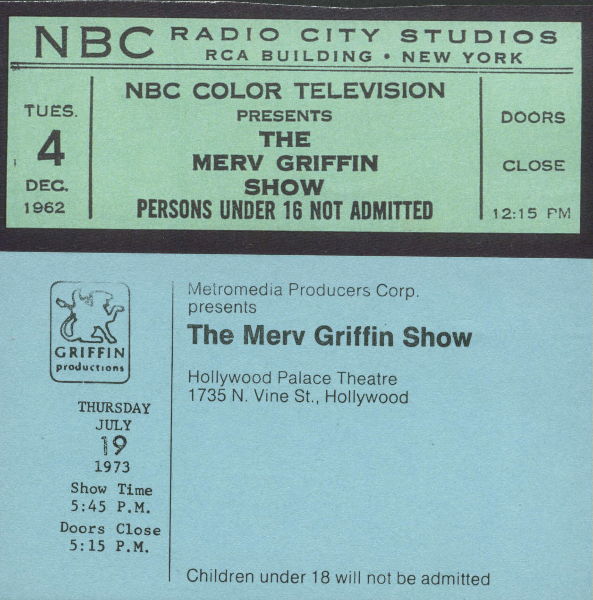 NBC RADIO CITY STUDIOS
RCA BUILDING • NEW YORK
TUES.
4
DEC.
1962
NBC COLOR TELEVISION
PRESENTS
THE
MERV GRIFFIN
SHOW
PERSONS UNDER 16 NOT ADMITTED
DOORS
CLOSE
12:15 PM
GRIFFIN
productions
THURSDAY
JULY
19
1973
Show Time
5:45 P.M.
Doors Close
5:15 P.M.
Metromedia Producers Corp.
presents
The Merv Griffin Show
Hollywood Palace Theatre
1735 N. Vine St., Hollywood
Children under 18 will not be admitted